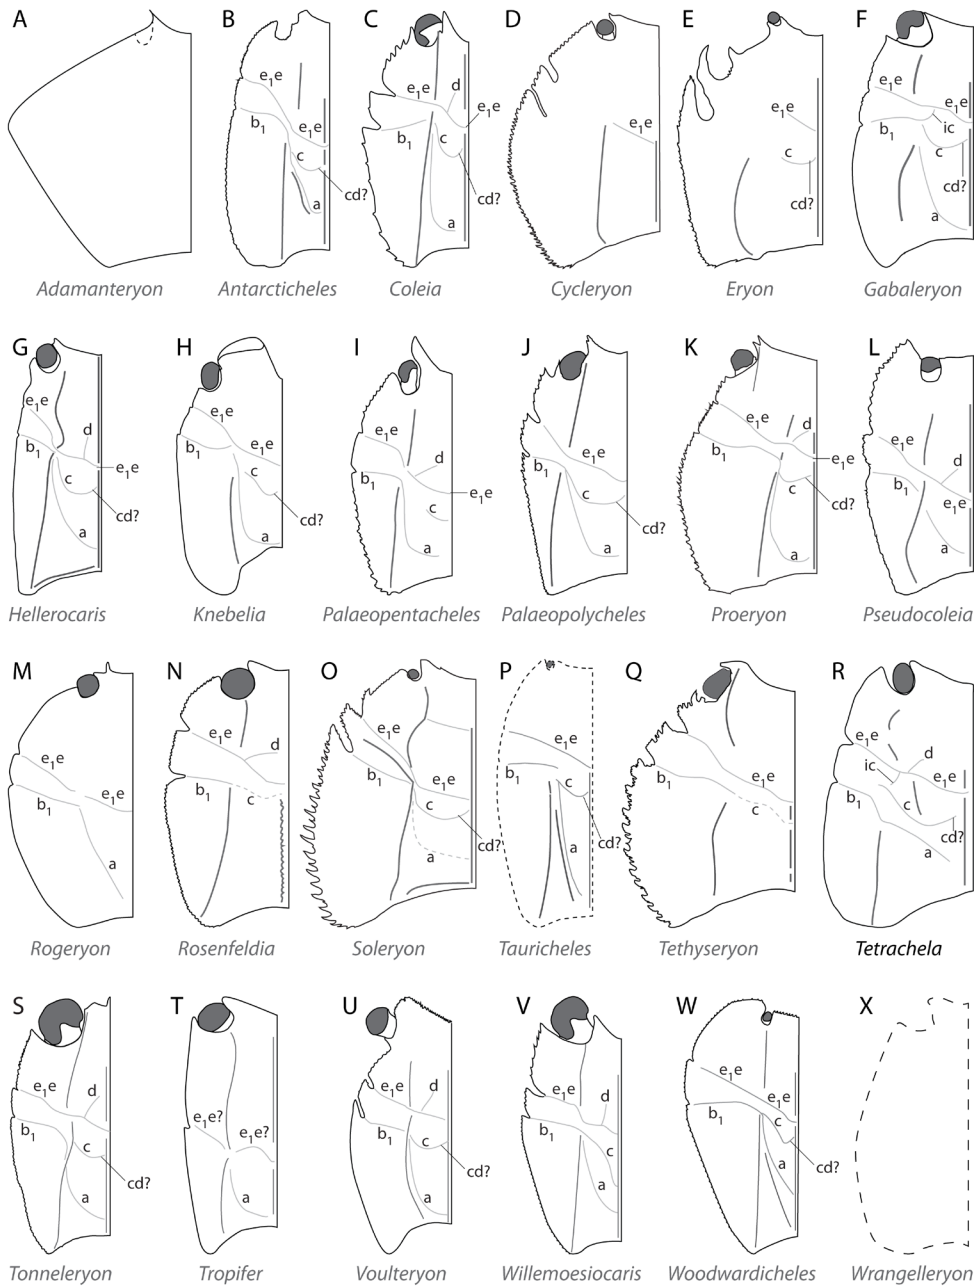 A
B
C
D
E
F
e₁e
b₁
e₁e
c
cd?
a
e₁e
d
e₁e
b₁
c
cd?
a
e₁e
e₁e
c
cd?
e₁e
b₁
e₁e
ic
c
cd?
a
Adamanteryon
Antarcticheles
Coleia
Cycleryon
Eryon
Gabaleryon
G
H
I
J
K
L
e₁e
b₁
d
e₁e
c
cd?
a
e₁e
b₁
e₁e
c
cd?
a
e₁e
b₁
d
e₁e
c
a
b₁
e₁e
d
c
cd?
a
e₁e
b₁
d
e₁e
c
cd?
a
e₁e
b₁
d
e₁e
a
Hellerocaris
Knebelia
Palaeopentacheles
Palaeopolycheles
Proeryon
Pseudocoleia
M
N
O
P
Q
R
e₁e
b₁
e₁e
a
e₁e
d
b₁
c
e₁e
b₁
e₁e
c
cd?
a
e₁e
b₁
c
cd?
a
b₁
e₁e
c
e₁e
ic
d
e₁e
b₁
c
cd?
a
Rogeryon
Rosenfeldia
Soleryon
Tauricheles
Tethyseryon
Tetrachela
S
T
U
V
W
X
e₁e
d
b₁
c
cd?
a
e₁e?
e₁e?
a
e₁e
d
b₁
c
cd?
a
e₁e
d
b₁
c
a
e₁e
b₁
e₁e
c
cd?
a
Tonneleryon
Tropifer
Voulteryon
Willemoesiocaris
Woodwardicheles
Wrangelleryon